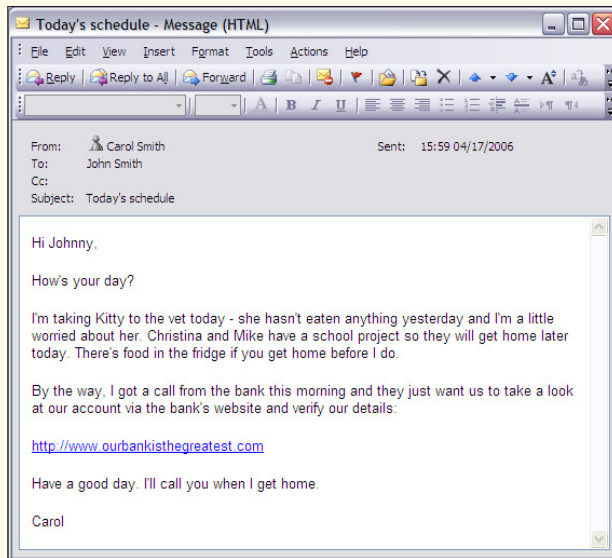 Today's schedule - Message (HTML)
File Edit View Insert Format Tools Actions Help
Reply Reply to All Forward
A B I U
From: Carol Smith Sent: 15:59 04/17/2006
To: John Smith
Cc:
Subject: Today's schedule
Hi Johnny,
How's your day?
I'm taking Kitty to the vet today - she hasn't eaten anything yesterday and I'm a little
worried about her. Christina and Mike have a school project so they will get home later
today. There's food in the fridge if you get home before I do.
By the way, I got a call from the bank this morning and they just want us to take a look
at our account via the bank's website and verify our details:
http://www.ourbankisthegreatest.com
Have a good day. I'll call you when I get home.
Carol